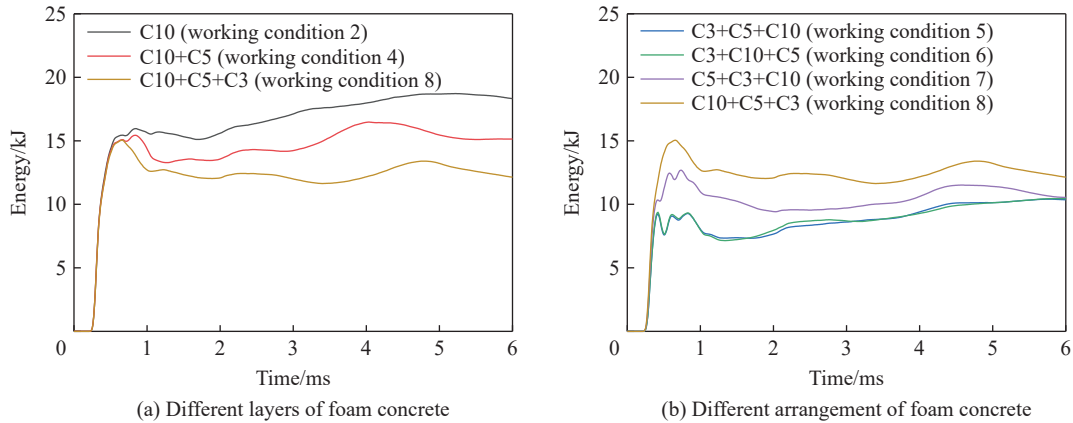 25
20
15
10
5
0
1
2
3
4
5
6
Energy/kJ
Time/ms
C10 (working condition 2)
C10+C5 (working condition 4)
C10+C5+C3 (working condition 8)
(a) Different layers of foam concrete
25
20
15
10
5
0
1
2
3
4
5
6
Energy/kJ
Time/ms
C3+C5+C10 (working condition 5)
C3+C10+C5 (working condition 6)
C5+C3+C10 (working condition 7)
C10+C5+C3 (working condition 8)
(b) Different arrangement of foam concrete